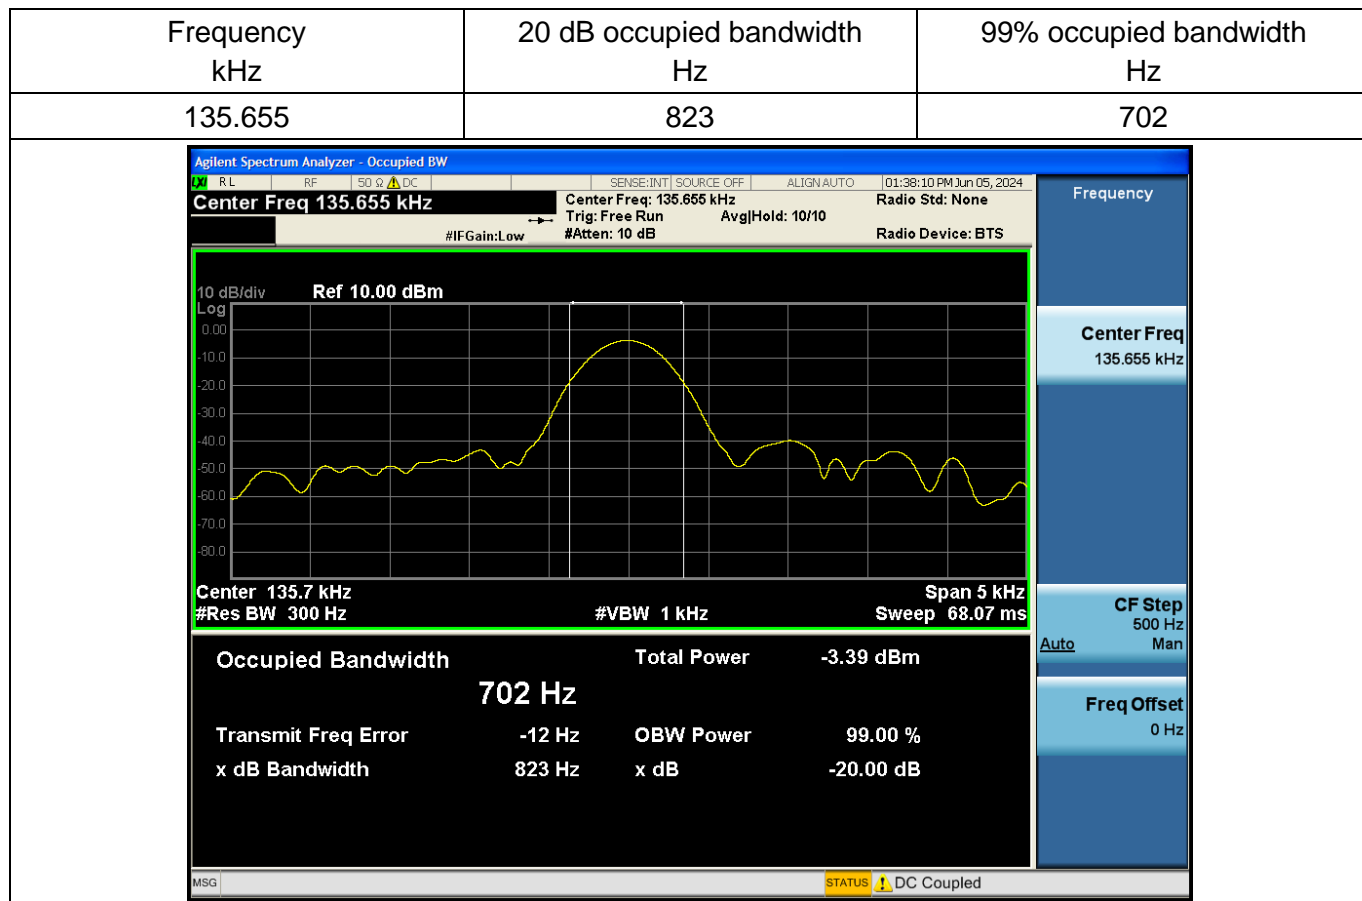 Frequency
kHz
20 dB occupied bandwidth
Hz
99% occupied bandwidth
Hz
135.655
823
702
Agilent Spectrum Analyzer - Occupied BW
LXI RL RF 50 Ω DC SENSE:INT SOURCE OFF ALIGN AUTO 01:38:10 PM Jun 05, 2024
Center Freq 135.655 kHz
#IFGain:Low
Center Freq: 135.655 kHz
Trig: Free Run Avg|Hold: 10/10
#Atten: 10 dB
Radio Std: None
Radio Device: BTS
10 dB/div Ref 10.00 dBm
Log
0.00
-10.0
-20.0
-30.0
-40.0
-50.0
-60.0
-70.0
-80.0
Center 135.7 kHz Span 5 kHz
#Res BW 300 Hz #VBW 1 kHz Sweep 68.07 ms
Occupied Bandwidth Total Power -3.39 dBm
702 Hz
Transmit Freq Error -12 Hz OBW Power 99.00 %
x dB Bandwidth 823 Hz x dB -20.00 dB
Frequency
Center Freq
135.655 kHz
CF Step
500 Hz
Auto Man
Freq Offset
0 Hz
MSG STATUS DC Coupled